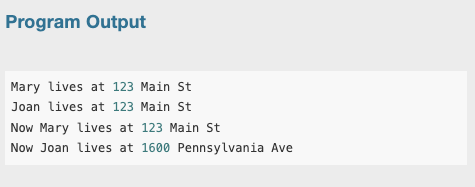 Program Output
Mary lives at 123 Main St
Joan lives at 123 Main St
Now Mary lives at 123 Main St
Now Joan lives at 1600 Pennsylvania Ave